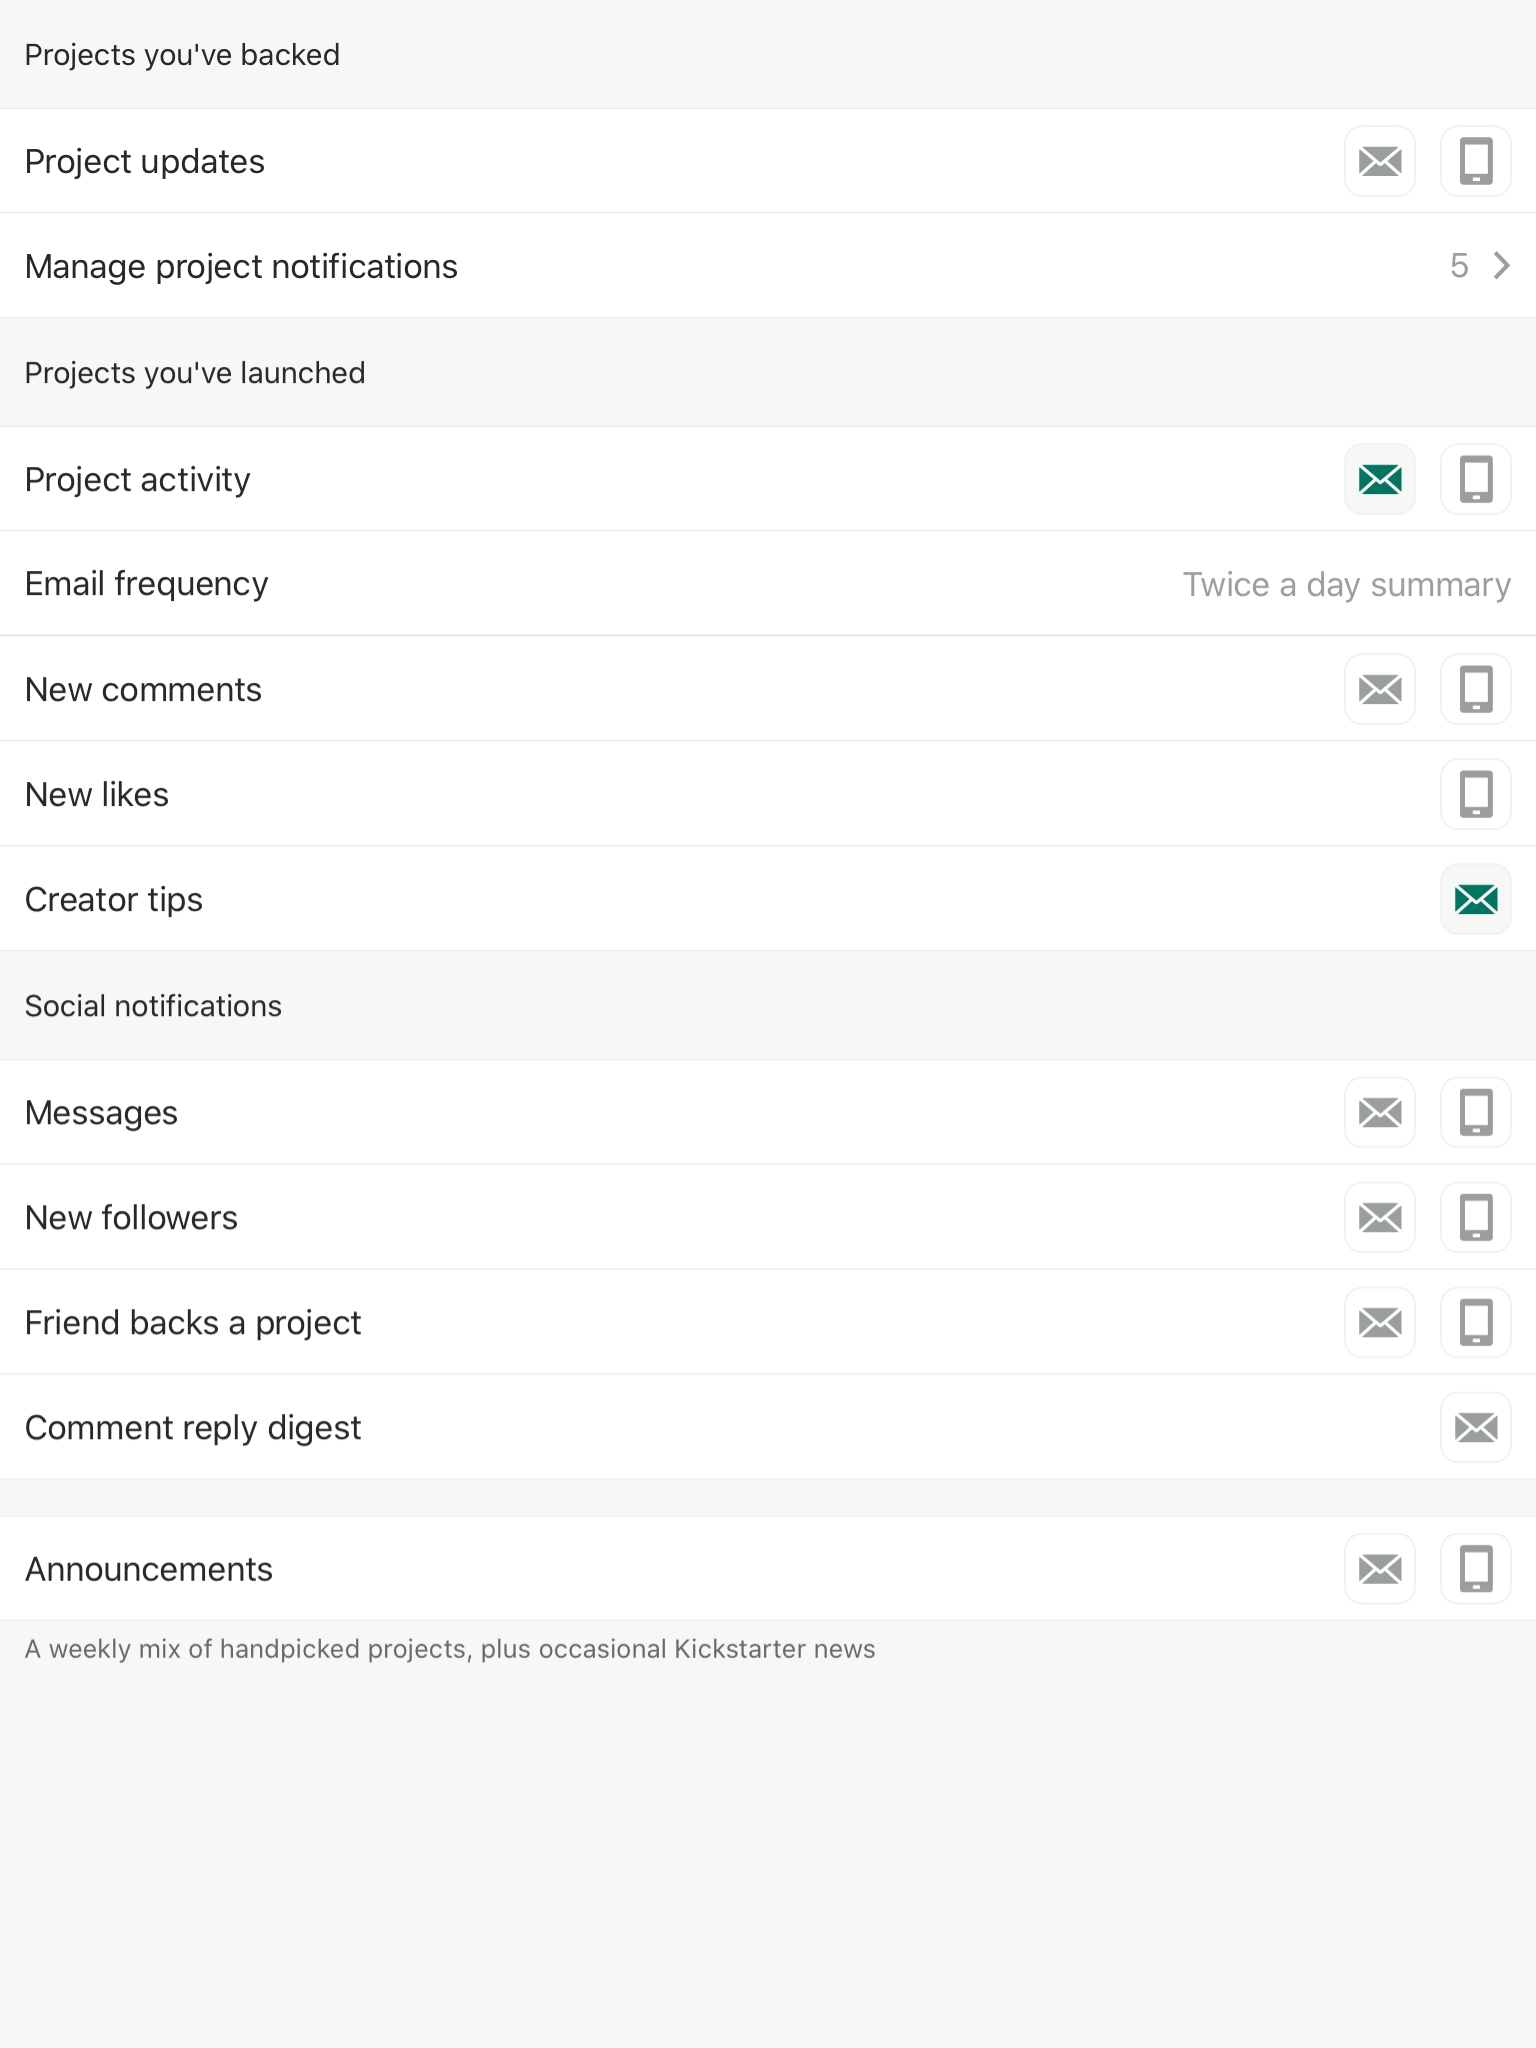 Projects you've backed
Project updates
Manage project notifications
5
Projects you've launched
Project activity
Email frequency
Twice a day summary
New comments
New likes
Creator tips
Social notifications
Messages
New followers
Friend backs a project
Comment reply digest
Announcements
A weekly mix of handpicked projects, plus occasional Kickstarter news